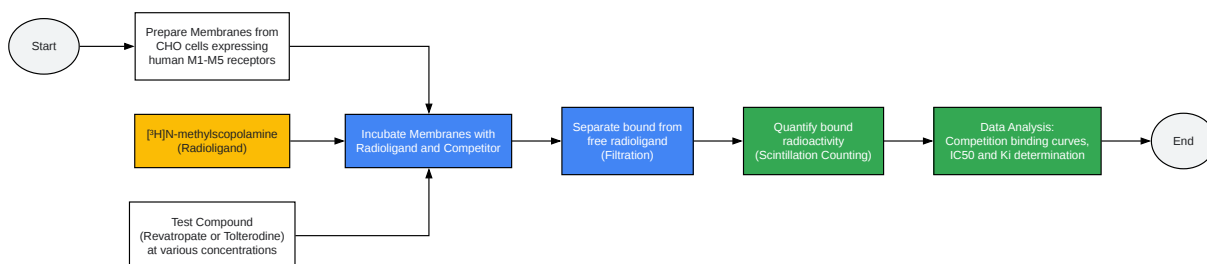 Start
Prepare Membranes from
CHO cells expressing
human M1-M5 receptors
[³H]N-methylscopolamine
(Radioligand)
Test Compound
(Revatropate or Tolterodine)
at various concentrations
Incubate Membranes with
Radioligand and Competitor
Separate bound from
free radioligand
(Filtration)
Quantify bound
radioactivity
(Scintillation Counting)
Data Analysis:
Competition binding curves,
IC50 and Ki determination
End